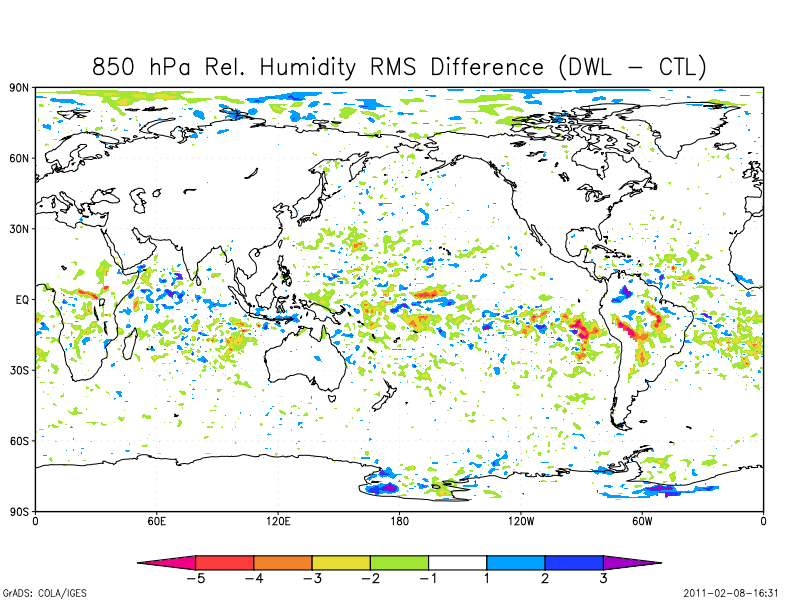 850 hPa Rel. Humidity RMS Difference (DWL − CTL)
90N
60N
30N
EQ
30S
60S
90S
0 60E 120E 180 120W 60W 0
−5 −4 −3 −2 −1 1 2 3
GrADS: COLA/IGES 2011−02−08−16:31